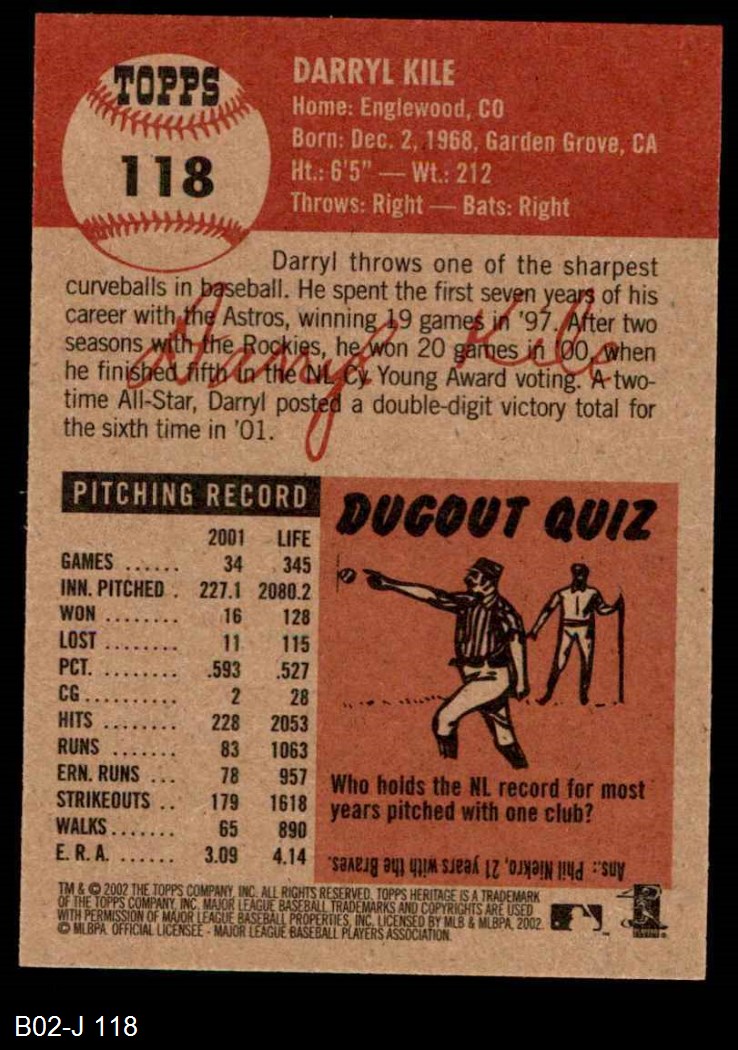 TOPPS
118
DARRYL KILE
Home: Englewood, CO
Born: Dec. 2, 1968, Garden Grove, CA
Ht.: 6'5" — Wt.: 212
Throws: Right — Bats: Right
Darryl throws one of the sharpest
curveballs in baseball. He spent the first seven years of his
career with the Astros, winning 19 games in '97. After two
seasons with the Rockies, he won 20 games in '00, when
he finished fifth in the NL Cy Young Award voting. A two-
time All-Star, Darryl posted a double-digit victory total for
the sixth time in '01.
Darryl Kile
PITCHING RECORD
2001 LIFE
GAMES ...... 34 345
INN. PITCHED . 227.1 2080.2
WON ........ 16 128
LOST ........ 11 115
PCT. ........ .593 .527
CG .......... 2 28
HITS ........ 228 2053
RUNS ........ 83 1063
ERN. RUNS ... 78 957
STRIKEOUTS .. 179 1618
WALKS ....... 65 890
E. R. A. ...... 3.09 4.14
DUGOUT QUIZ
Who holds the NL record for most
years pitched with one club?
Ans.: Phil Niekro, 21 years with the Braves.
TM & © 2002 THE TOPPS COMPANY, INC. ALL RIGHTS RESERVED. TOPPS HERITAGE IS A TRADEMARK
OF THE TOPPS COMPANY, INC. MAJOR LEAGUE BASEBALL TRADEMARKS AND COPYRIGHTS ARE USED
WITH PERMISSION OF MAJOR LEAGUE BASEBALL PROPERTIES, INC. LICENSED BY MLB & MLBPA, 2002.
© MLBPA. OFFICIAL LICENSEE - MAJOR LEAGUE BASEBALL PLAYERS ASSOCIATION.
B02-J 118